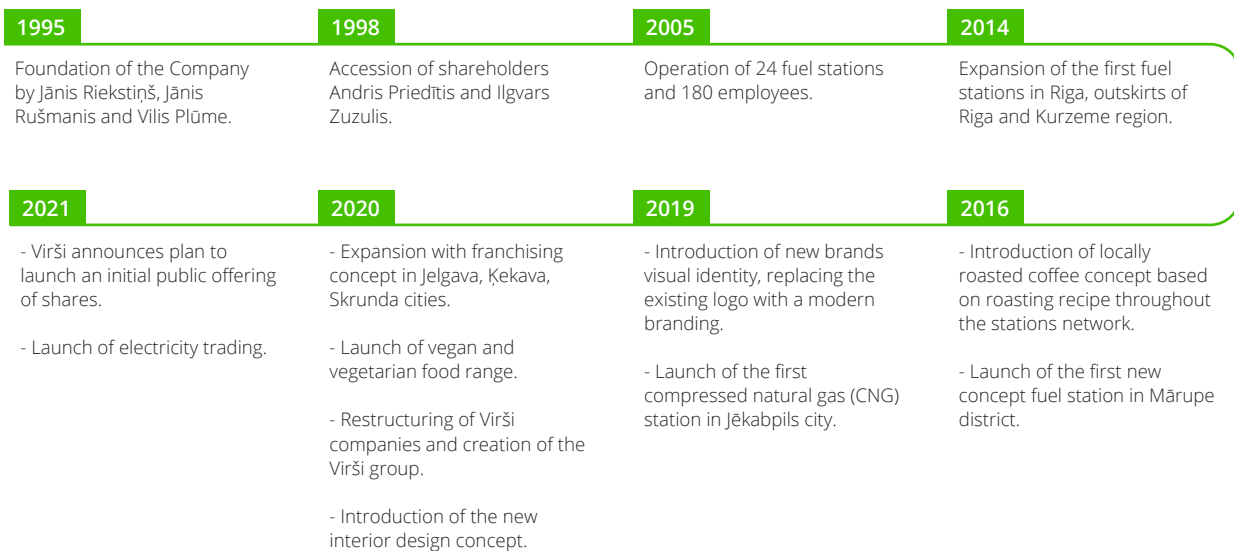 1995
Foundation of the Company
by Jānis Riekstiņš, Jānis
Rušmanis and Vilis Plūme.
1998
Accession of shareholders
Andris Priedītis and Ilgvars
Zuzulis.
2005
Operation of 24 fuel stations
and 180 employees.
2014
Expansion of the first fuel
stations in Riga, outskirts of
Riga and Kurzeme region.
2016
- Introduction of locally
roasted coffee concept based
on roasting recipe throughout
the stations network.
- Launch of the first new
concept fuel station in Mārupe
district.
2019
- Introduction of new brands
visual identity, replacing the
existing logo with a modern
branding.
- Launch of the first
compressed natural gas (CNG)
station in Jēkabpils city.
2020
- Expansion with franchising
concept in Jelgava, Ķekava,
Skrunda cities.
- Launch of vegan and
vegetarian food range.
- Restructuring of Virši
companies and creation of the
Virši group.
- Introduction of the new
interior design concept.
2021
- Virši announces plan to
launch an initial public offering
of shares.
- Launch of electricity trading.